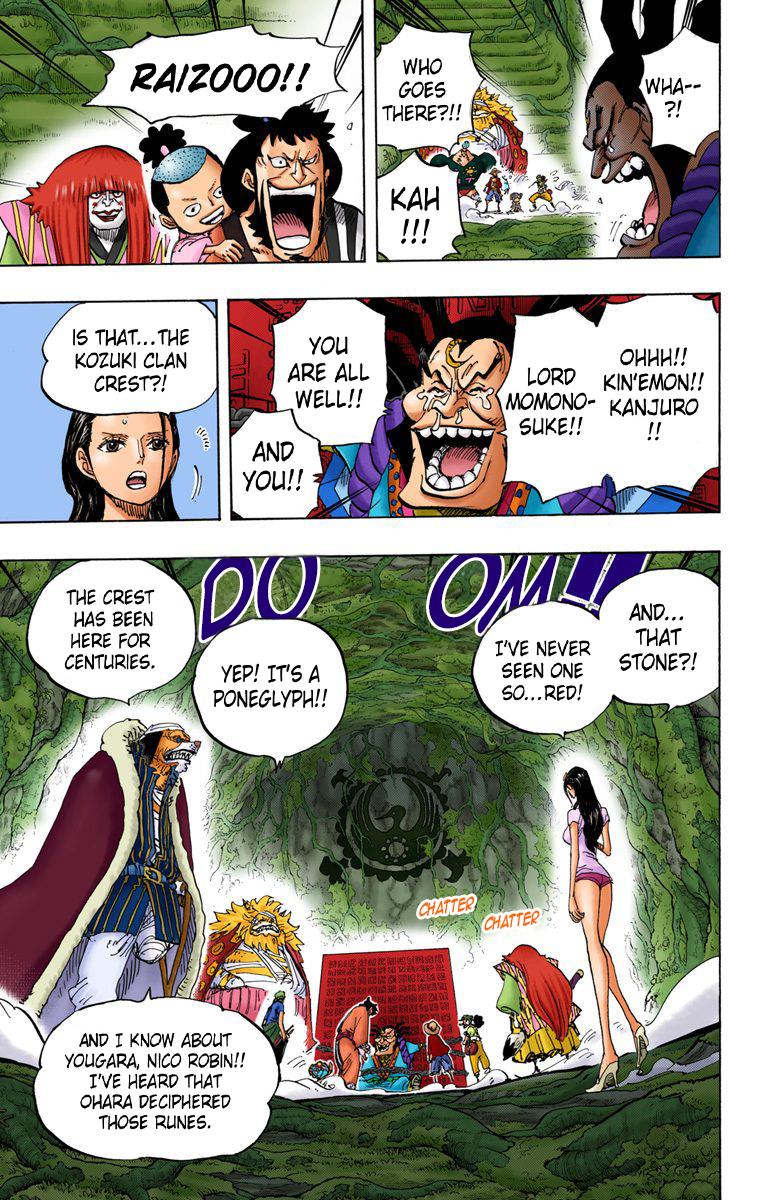 WHA--
?!
WHO
GOES
THERE?!!
KAH
!!!
RAIZOOO!!
OHHH!!
KIN'EMON!!
KANJURO
!!
LORD
MOMONO-
SUKE!!
YOU
ARE ALL
WELL!!
AND
YOU!!
IS THAT...THE
KOZUKI CLAN
CREST?!
DOOM!!
AND...
THAT
STONE?!
I'VE NEVER
SEEN ONE
SO...RED!
YEP! IT'S A
PONEGLYPH!!
THE CREST
HAS BEEN
HERE FOR
CENTURIES.
CHATTER
CHATTER
AND I KNOW ABOUT
YOUGARA, NICO ROBIN!!
I'VE HEARD THAT
OHARA DECIPHERED
THOSE RUNES.